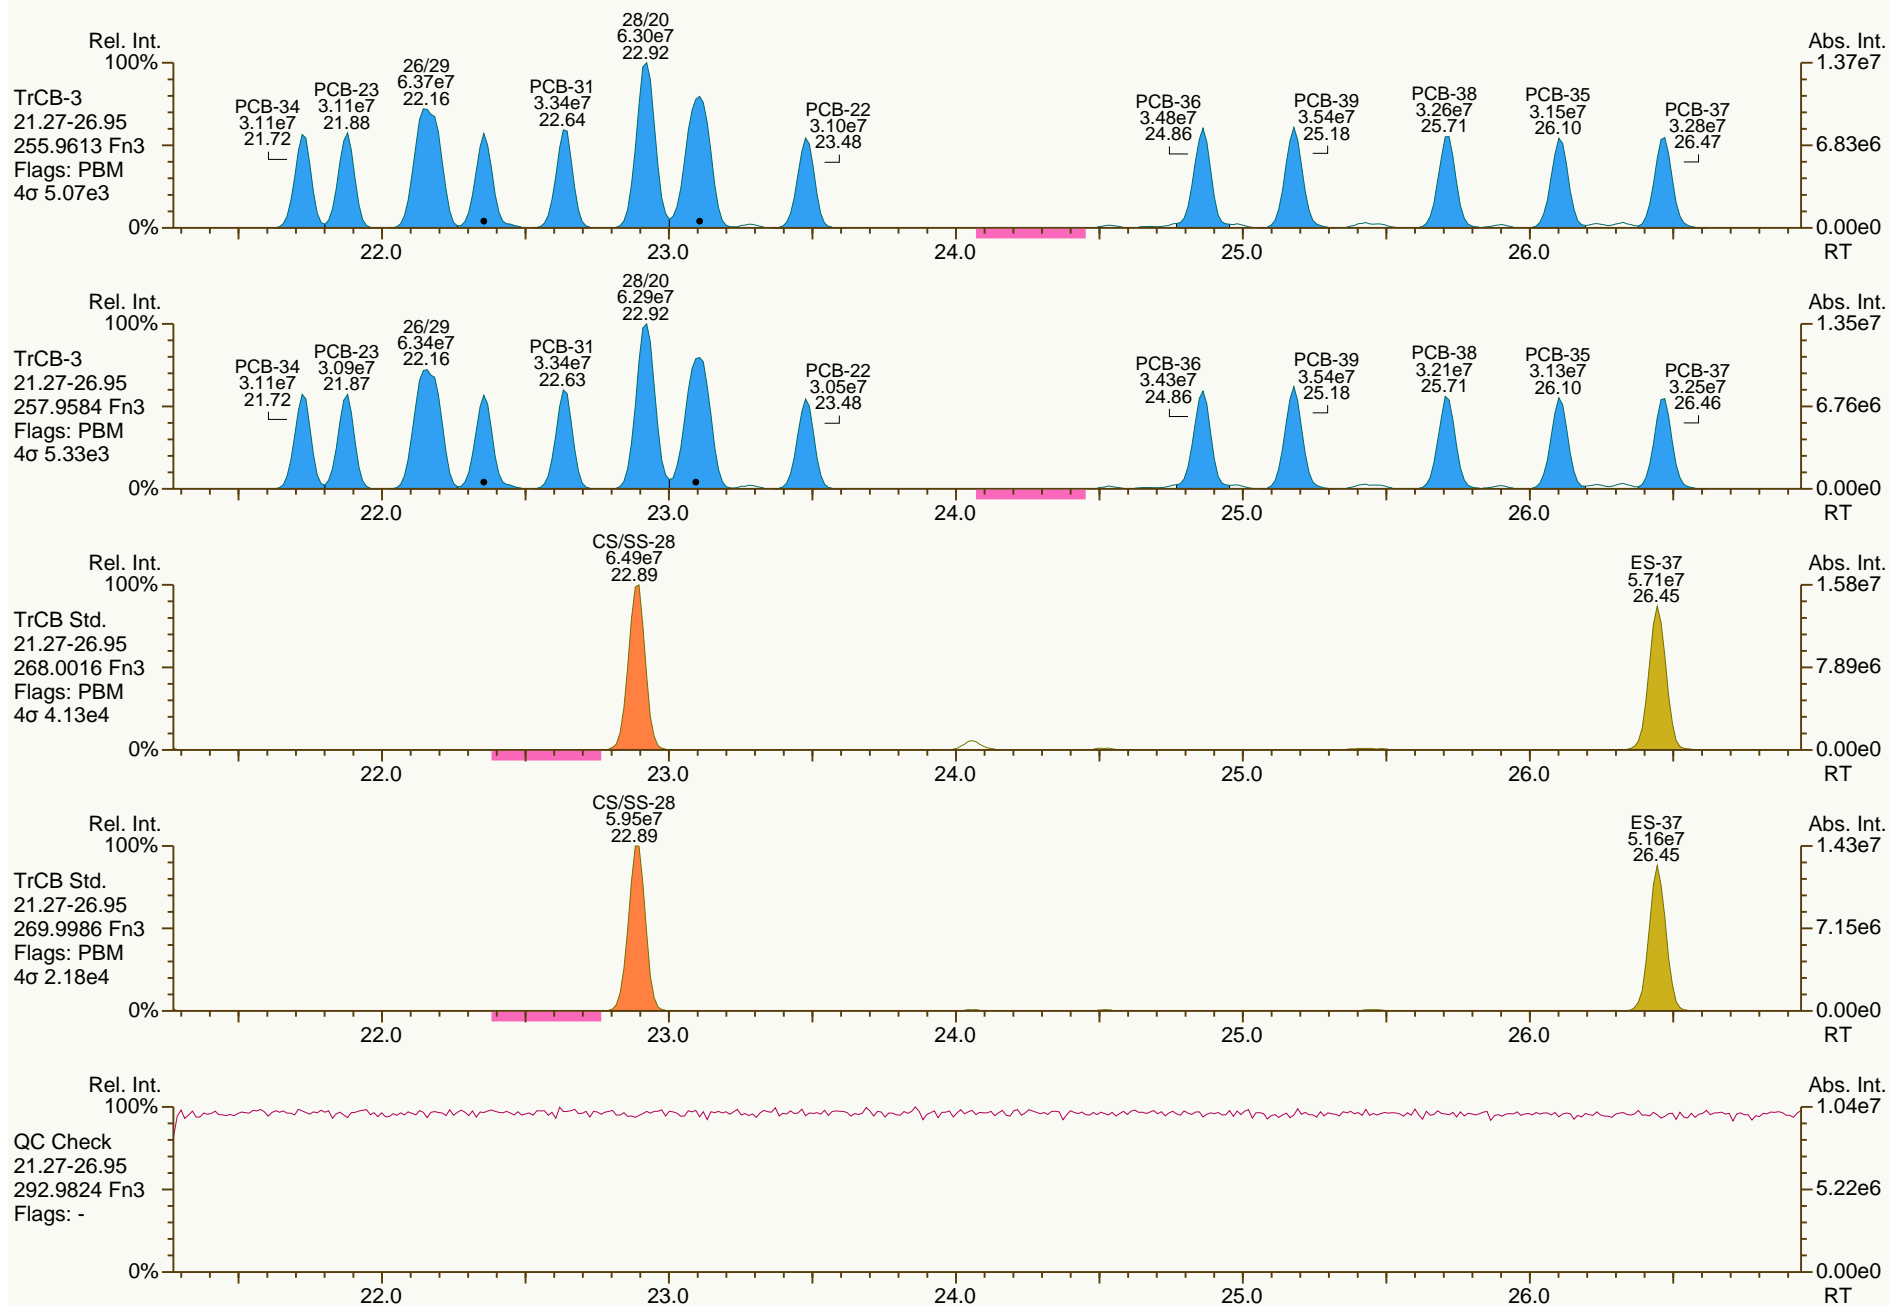 Rel. Int.
100%
0%
TrCB-3
21.27-26.95
255.9613 Fn3
Flags: PBM
4σ 5.07e3
PCB-34
3.11e7
21.72
PCB-23
3.11e7
21.88
26/29
6.37e7
22.16
PCB-31
3.34e7
22.64
28/20
6.30e7
22.92
PCB-22
3.10e7
23.48
PCB-36
3.48e7
24.86
PCB-39
3.54e7
25.18
PCB-38
3.26e7
25.71
PCB-35
3.15e7
26.10
PCB-37
3.28e7
26.47
Abs. Int.
1.37e7
6.83e6
0.00e0
22.0 23.0 24.0 25.0 26.0 RT
Rel. Int.
100%
0%
TrCB-3
21.27-26.95
257.9584 Fn3
Flags: PBM
4σ 5.33e3
PCB-34
3.11e7
21.72
PCB-23
3.09e7
21.87
26/29
6.34e7
22.16
PCB-31
3.34e7
22.63
28/20
6.29e7
22.92
PCB-22
3.05e7
23.48
PCB-36
3.43e7
24.86
PCB-39
3.54e7
25.18
PCB-38
3.21e7
25.71
PCB-35
3.13e7
26.10
PCB-37
3.25e7
26.46
Abs. Int.
1.35e7
6.76e6
0.00e0
22.0 23.0 24.0 25.0 26.0 RT
Rel. Int.
100%
0%
TrCB Std.
21.27-26.95
268.0016 Fn3
Flags: PBM
4σ 4.13e4
CS/SS-28
6.49e7
22.89
ES-37
5.71e7
26.45
Abs. Int.
1.58e7
7.89e6
0.00e0
22.0 23.0 24.0 25.0 26.0 RT
Rel. Int.
100%
0%
TrCB Std.
21.27-26.95
269.9986 Fn3
Flags: PBM
4σ 2.18e4
CS/SS-28
5.95e7
22.89
ES-37
5.16e7
26.45
Abs. Int.
1.43e7
7.15e6
0.00e0
22.0 23.0 24.0 25.0 26.0 RT
Rel. Int.
100%
0%
QC Check
21.27-26.95
292.9824 Fn3
Flags: -
Abs. Int.
1.04e7
5.22e6
0.00e0
22.0 23.0 24.0 25.0 26.0 RT